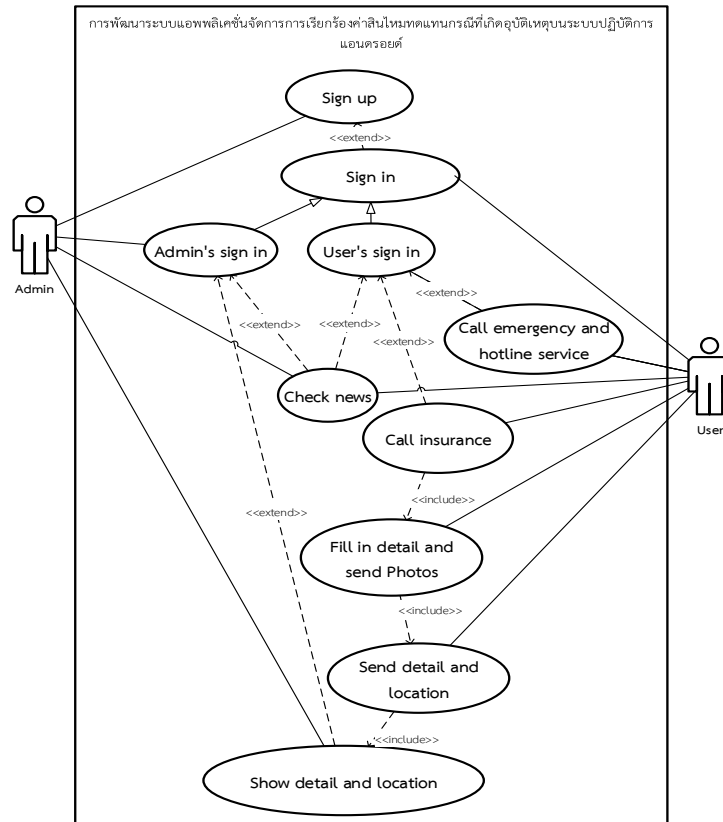 การพัฒนาระบบแอพพลิเคชั่นจัดการการเรียกร้องค่าสินไหมทดแทนกรณีที่เกิดอุบัติเหตุบนระบบปฏิบัติการ
แอนดรอยด์
Sign up
<<extend>>
Sign in
Admin's sign in
User's sign in
Admin
<<extend>>
Call emergency and
hotline service
<<extend>>
<<extend>>
<<extend>>
Check news
User
Call insurance
<<include>>
<<extend>>
Fill in detail and
send Photos
<<include>>
Send detail and
location
<<include>>
Show detail and location